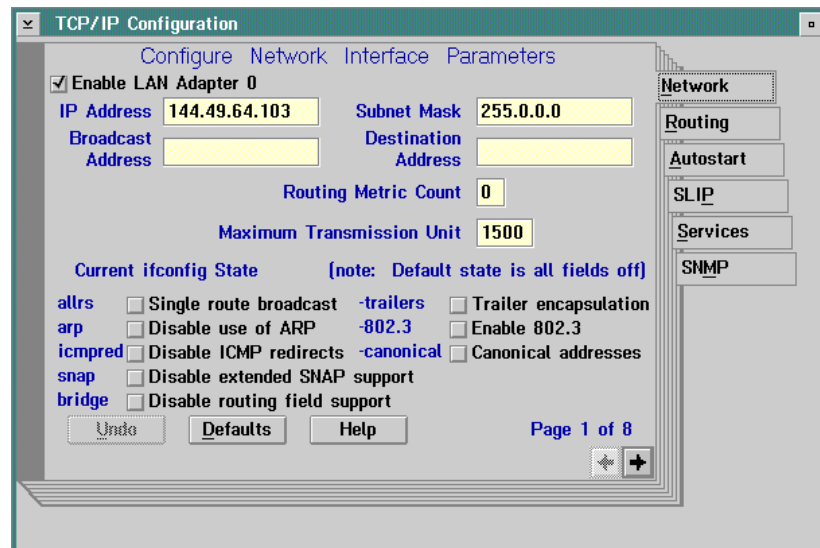 TCP/IP Configuration
Configure Network Interface Parameters
Enable LAN Adapter 0
IP Address 144.49.64.103 Subnet Mask 255.0.0.0
Broadcast Address Destination Address
Routing Metric Count 0
Maximum Transmission Unit 1500
Current ifconfig State (note: Default state is all fields off)
allrs Single route broadcast -trailers Trailer encapsulation
arp Disable use of ARP -802.3 Enable 802.3
icmpred Disable ICMP redirects -canonical Canonical addresses
snap Disable extended SNAP support
bridge Disable routing field support
Undo Defaults Help Page 1 of 8
Network
Routing
Autostart
SLIP
Services
SNMP